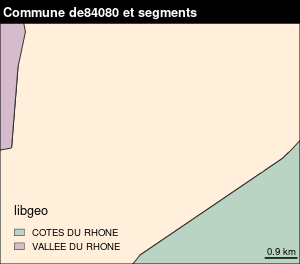 Commune de84080 et segments
libgeo
COTES DU RHONE
VALLEE DU RHONE
0.9 km